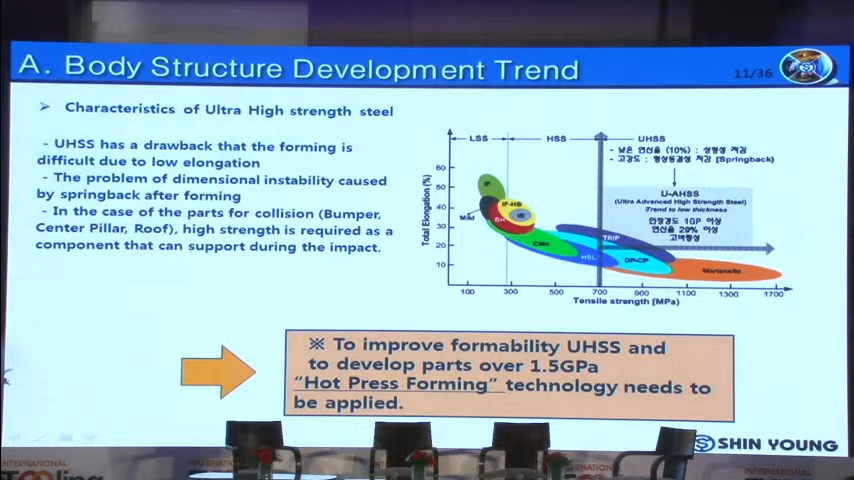 A. Body Structure Development Trend
11/36
➢ Characteristics of Ultra High strength steel
- UHSS has a drawback that the forming is
difficult due to low elongation
- The problem of dimensional instability caused
by springback after forming
- In the case of the parts for collision (Bumper,
Center Pillar, Roof), high strength is required as a
component that can support during the impact.
LSS HSS UHSS
- 낮은 연신율 (10%) : 성형성 저감
- 고강도 : 형상동결성 저감 [Springback)
U-AHSS
(Ultra Advanced High Strength Steel)
Trend to low thickness
인장강도 1GP 이상
연신율 20% 이상
고버링성
Total Elongation(%)
60
50
40
30
20
10
IF
IF-HS
Mild
BH
IS
CMn
HSLA
TRIP
DP-CP
Martensite
100 300 500 700 900 1100 1300 1700
Tensile strength [MPa]
※ To improve formability UHSS and
to develop parts over 1.5GPa
"Hot Press Forming" technology needs to
be applied.
SHIN YOUNG
INTERNATIONAL
Tooling
INTERNATIONAL
INTERNATIONAL